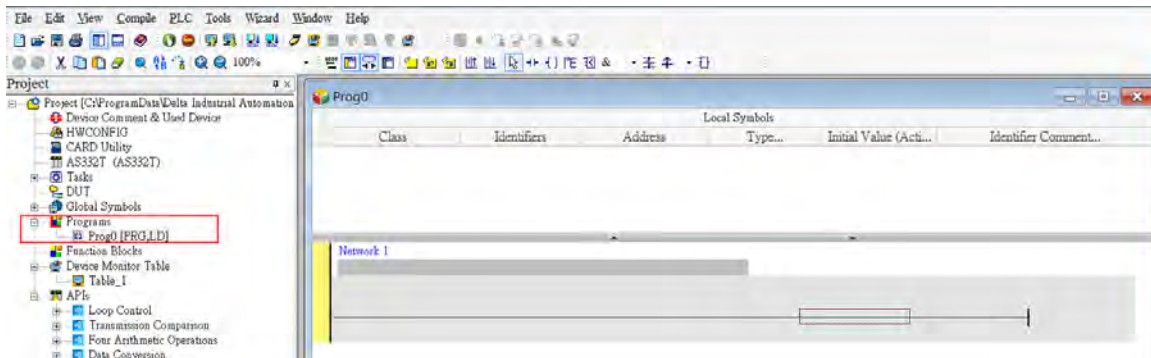 File Edit View Compile PLC Tools Wizard Window Help
100%
Project
Project [C:\ProgramData\Delta Industrial Automation
Device Comment & Used Device
HWCONFIG
CARD Utility
AS332T (AS332T)
Tasks
DUT
Global Symbols
Programs
Prog0 [PRG,LD]
Function Blocks
Device Monitor Table
Table_1
APIs
Loop Control
Transmission Comparison
Four Arithmetic Operations
Data Conversion
Prog0
Local Symbols
Class Identifiers Address Type... Initial Value (Acti... Identifier Comment...
Network 1